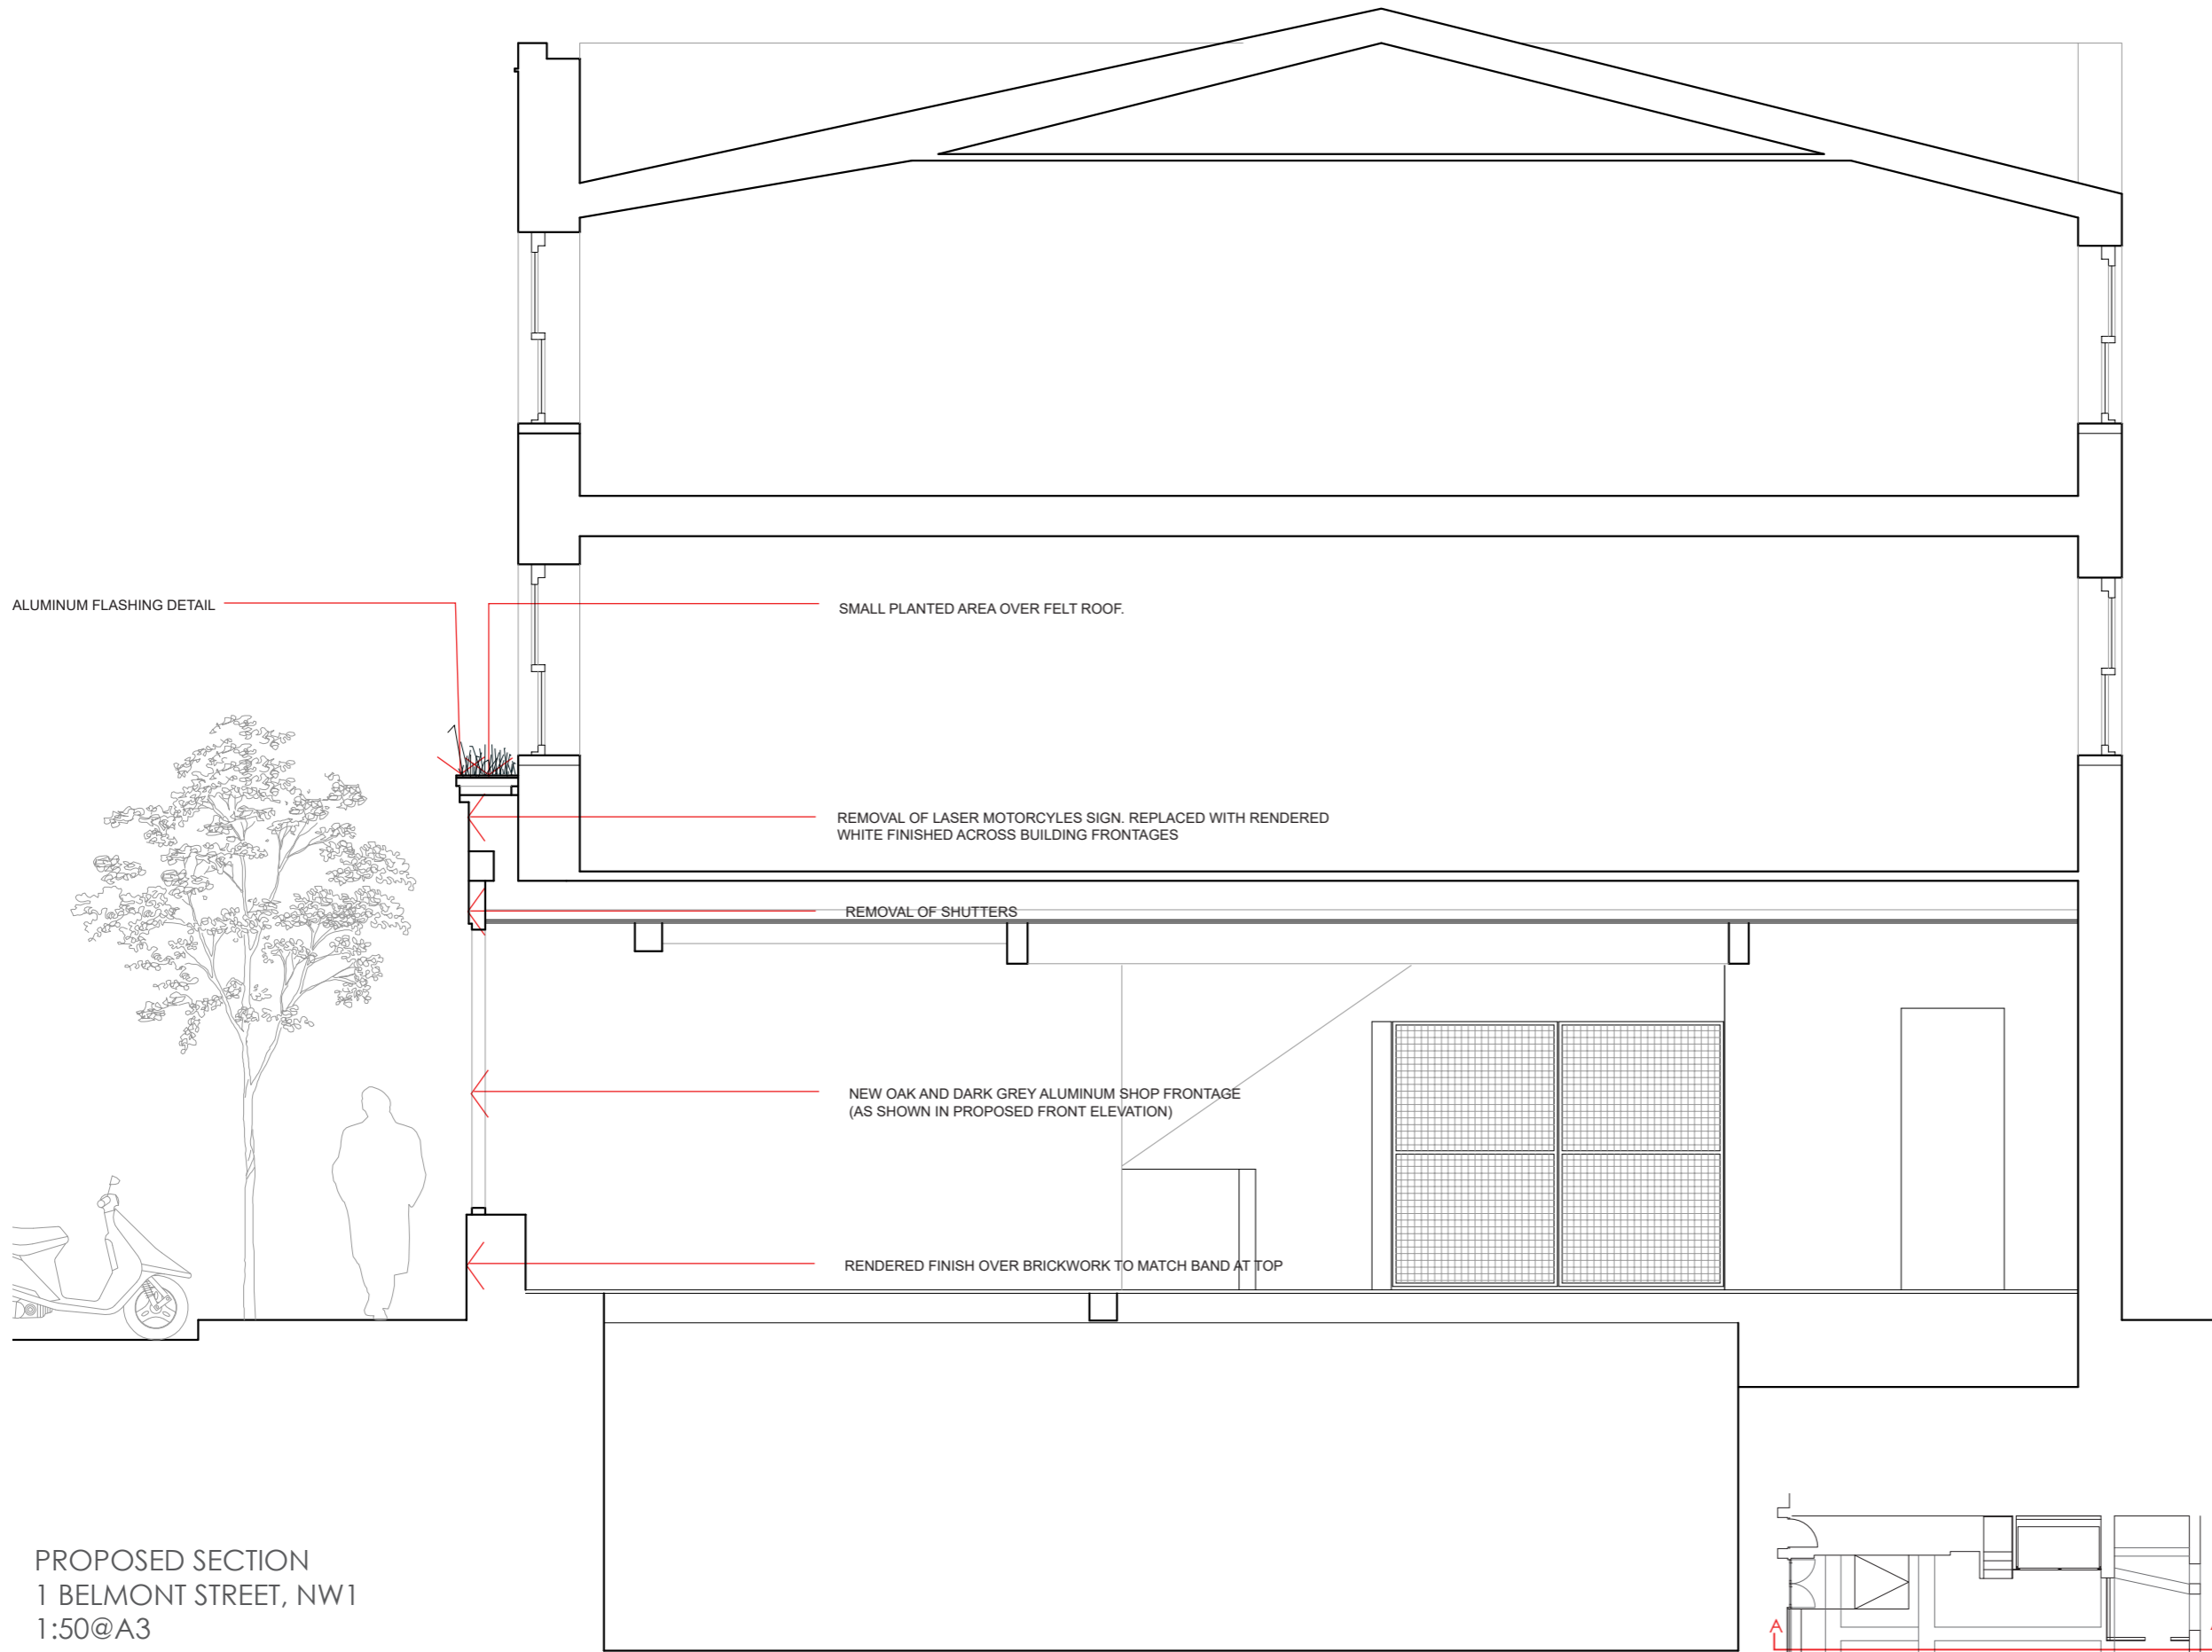 ALUMINUM FLASHING DETAIL
SMALL PLANTED AREA OVER FELT ROOF.
REMOVAL OF LASER MOTORCYLES SIGN. REPLACED WITH RENDERED
WHITE FINISHED ACROSS BUILDING FRONTAGES
REMOVAL OF SHUTTERS
NEW OAK AND DARK GREY ALUMINUM SHOP FRONTAGE
(AS SHOWN IN PROPOSED FRONT ELEVATION)
RENDERED FINISH OVER BRICKWORK TO MATCH BAND AT TOP
PROPOSED SECTION
1 BELMONT STREET, NW1
1:50@A3
A